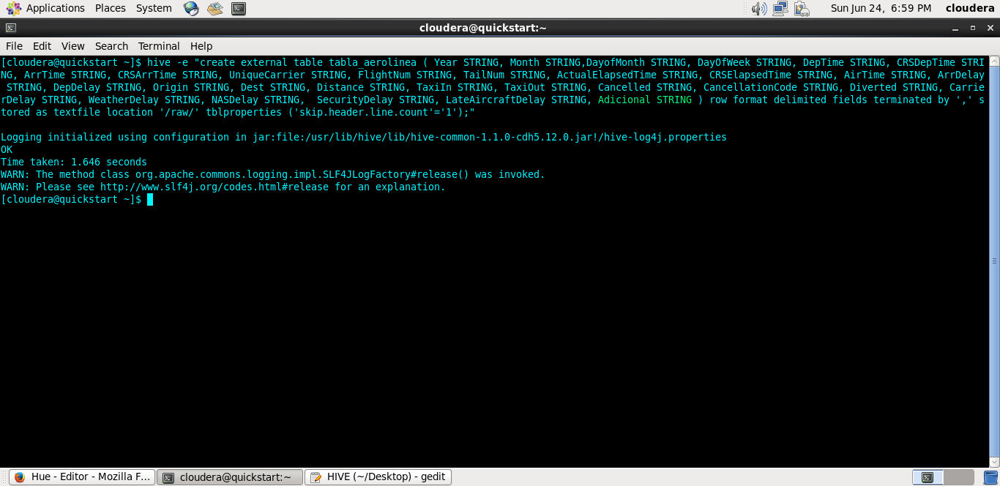 Applications Places System Sun Jun 24, 6:59 PM cloudera
cloudera@quickstart:~
File Edit View Search Terminal Help
[cloudera@quickstart ~]$ hive -e "create external table tabla_aerolinea ( Year STRING, Month STRING,DayofMonth STRING, DayOfWeek STRING, DepTime STRING, CRSDepTime STRI
NG, ArrTime STRING, CRSArrTime STRING, UniqueCarrier STRING, FlightNum STRING, TailNum STRING, ActualElapsedTime STRING, CRSElapsedTime STRING, AirTime STRING, ArrDelay
 STRING, DepDelay STRING, Origin STRING, Dest STRING, Distance STRING, TaxiIn STRING, TaxiOut STRING, Cancelled STRING, CancellationCode STRING, Diverted STRING, Carrie
rDelay STRING, WeatherDelay STRING, NASDelay STRING,  SecurityDelay STRING, LateAircraftDelay STRING, Adicional STRING ) row format delimited fields terminated by ',' s
tored as textfile location '/raw/' tblproperties ('skip.header.line.count'='1');"
Logging initialized using configuration in jar:file:/usr/lib/hive/lib/hive-common-1.1.0-cdh5.12.0.jar!/hive-log4j.properties
OK
Time taken: 1.646 seconds
WARN: The method class org.apache.commons.logging.impl.SLF4JLogFactory#release() was invoked.
WARN: Please see http://www.slf4j.org/codes.html#release for an explanation.
[cloudera@quickstart ~]$
Hue - Editor - Mozilla F... cloudera@quickstart:~ HIVE (~/Desktop) - gedit